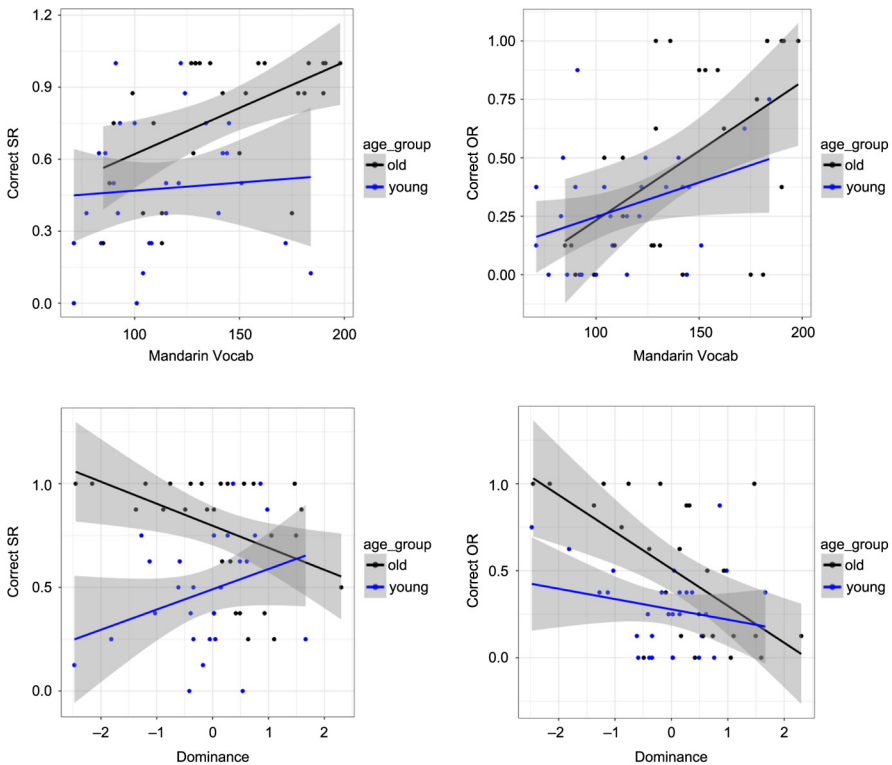 1.2
0.9
0.6
0.3
0.0
Correct SR
100
150
200
Mandarin Vocab
age_group
old
young
1.00
0.75
0.50
0.25
0.00
Correct OR
100
150
200
Mandarin Vocab
age_group
old
young
1.0
0.5
0.0
Correct SR
–2
–1
0
1
2
Dominance
age_group
old
young
1.0
0.5
0.0
Correct OR
–2
–1
0
1
2
Dominance
age_group
old
young